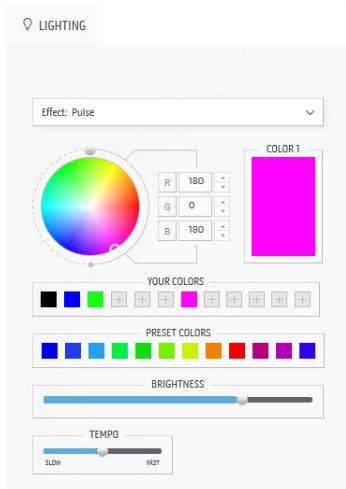 LIGHTING
Effect: Pulse
COLOR 1
R 180
G 0
B 180
YOUR COLORS
PRESET COLORS
BRIGHTNESS
TEMPO
SLOW FAST